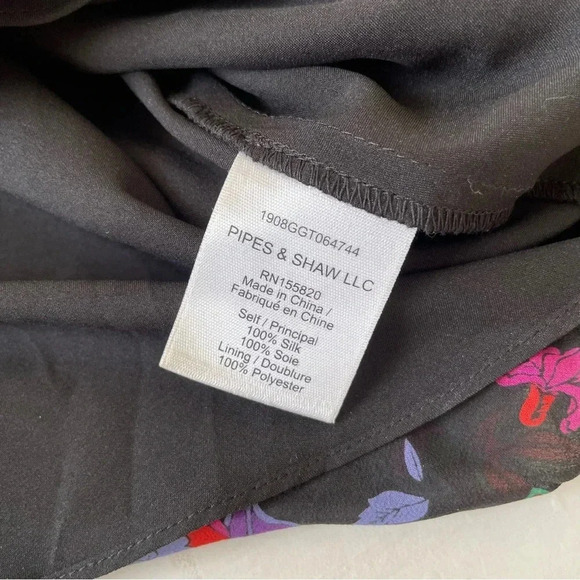 1908GGT064744
PIPES & SHAW LLC
RN155820
Made in China /
Fabriqué en Chine
Self / Principal
100% Silk
100% Soie
Lining / Doublure
100% Polyester